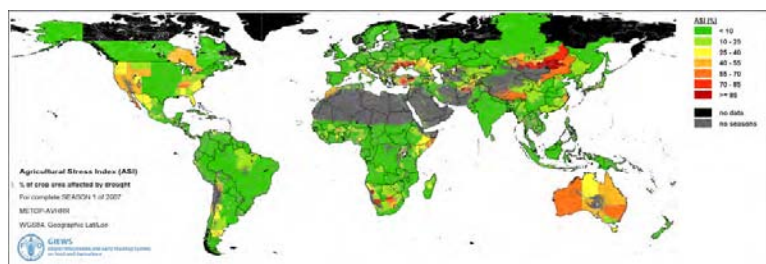 ASI (%)
< 10
10 - 25
25 - 40
40 - 55
55 - 70
70 - 85
>= 85
no data
no seasons
Agricultural Stress Index (ASI)
% of crop area affected by drought
For complete SEASON 1 of 2007
METOP-AVHRR
WGS84, Geographic Lat/Lon
GIEWS